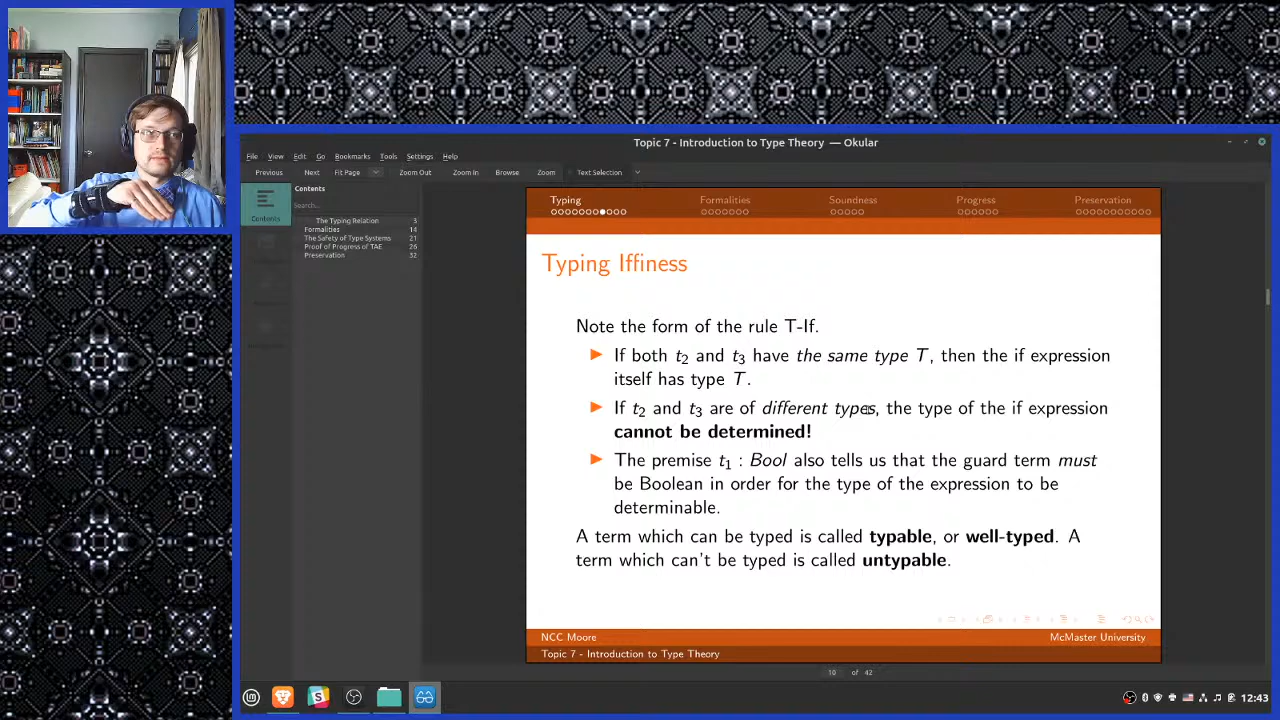 Topic 7 - Introduction to Type Theory — Okular
File View Edit Go Bookmarks Tools Settings Help
Previous Next Fit Page Zoom Out Zoom In Browse Zoom Text Selection
Contents
Contents
Search...
The Typing Relation 3
Formalities 14
The Safety of Type Systems 21
Proof of Progress of TAE 26
Preservation 32
Typing Formalities Soundness Progress Preservation
Typing Iffiness
Note the form of the rule T-If.
If both t2 and t3 have the same type T, then the if expression
itself has type T.
If t2 and t3 are of different types, the type of the if expression
cannot be determined!
The premise t1 : Bool also tells us that the guard term must
be Boolean in order for the type of the expression to be
determinable.
A term which can be typed is called typable, or well-typed. A
term which can't be typed is called untypable.
NCC Moore McMaster University
Topic 7 - Introduction to Type Theory
10 of 42
12:43